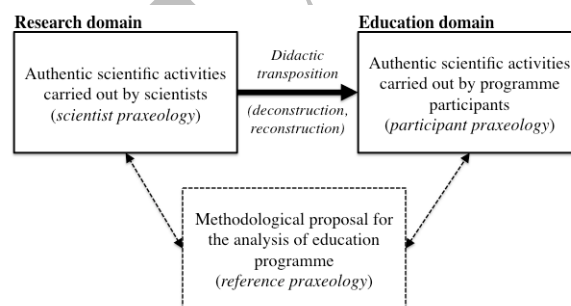 Research domain
Education domain
Authentic scientific activities
carried out by scientists
(scientist praxeology)
Didactic
transposition
(deconstruction,
reconstruction)
Authentic scientific activities
carried out by programme
participants
(participant praxeology)
Methodological proposal for
the analysis of education
programme
(reference praxeology)